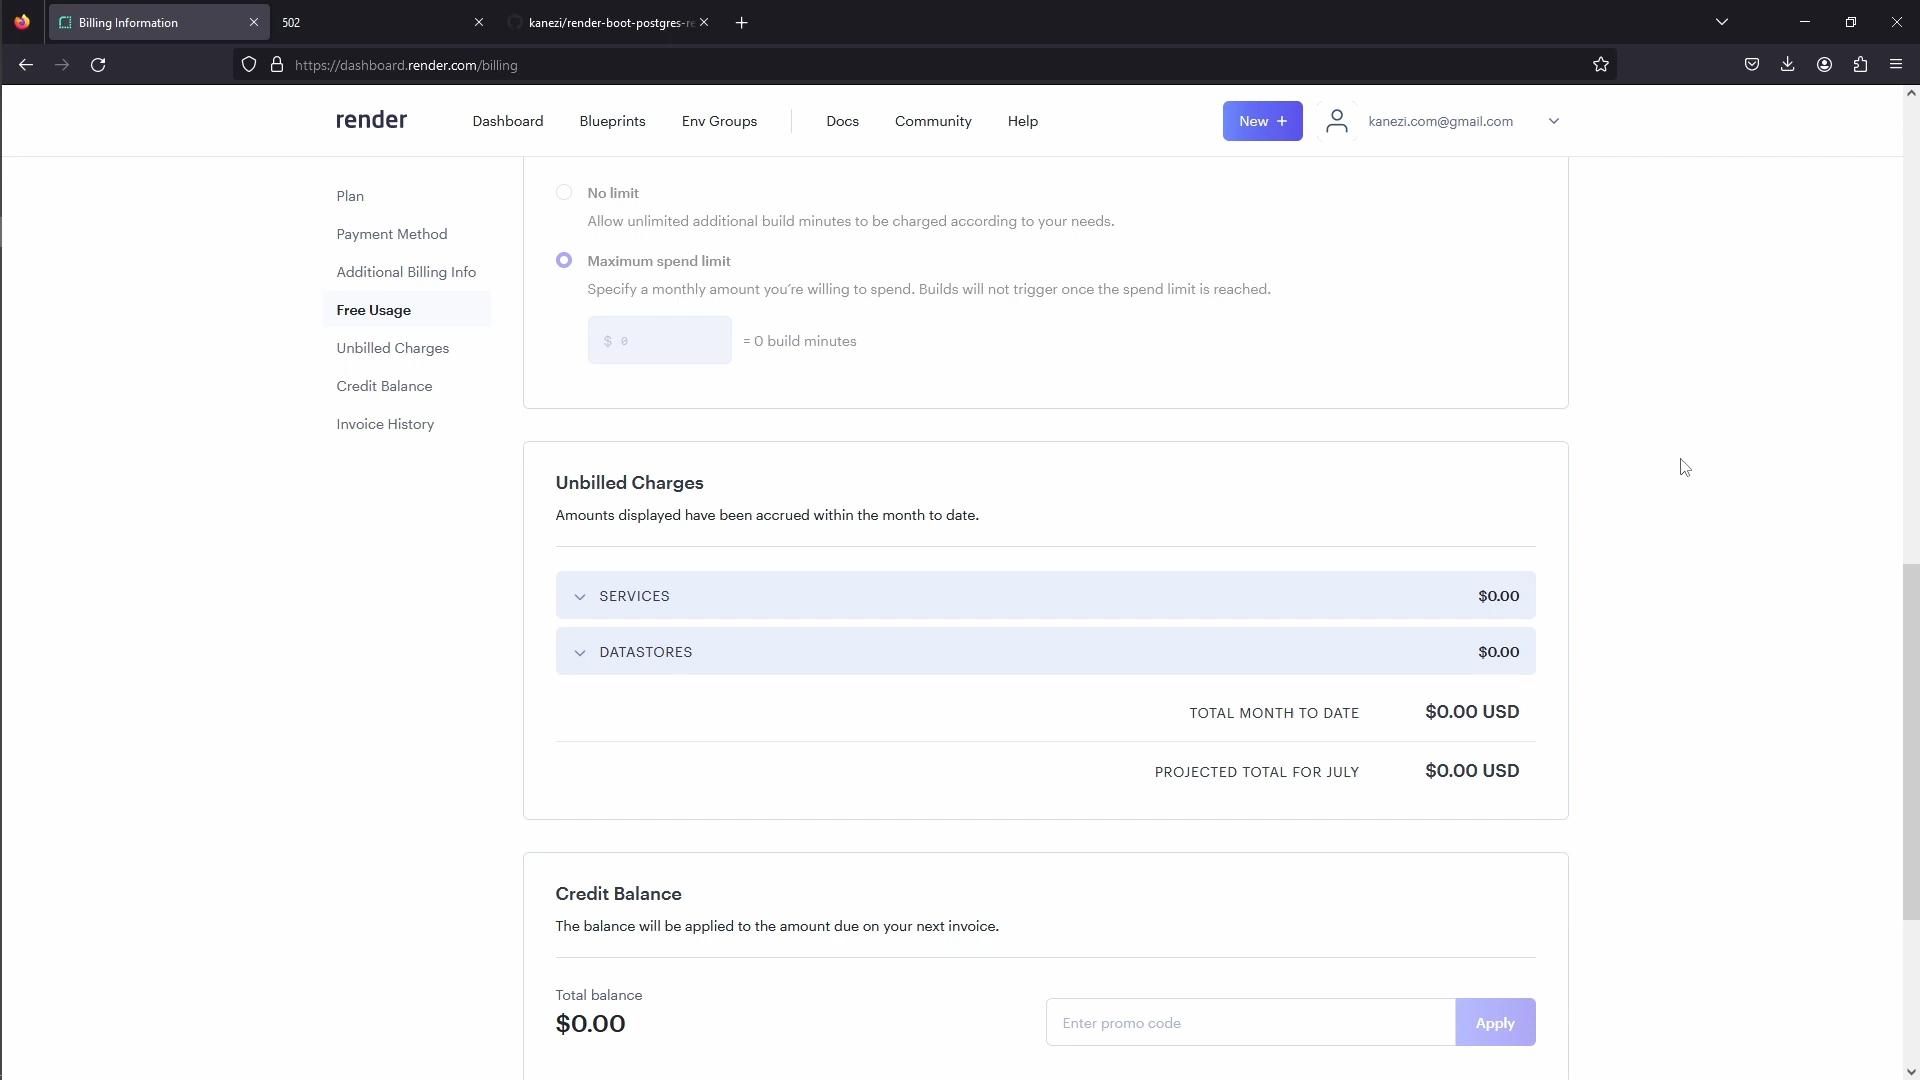 Billing Information
502
kanezi/render-boot-postgres-re
https://dashboard.render.com/billing
render
Dashboard
Blueprints
Env Groups
Docs
Community
Help
New +
kanezi.com@gmail.com
Plan
Payment Method
Additional Billing Info
Free Usage
Unbilled Charges
Credit Balance
Invoice History
No limit
Allow unlimited additional build minutes to be charged according to your needs.
Maximum spend limit
Specify a monthly amount you're willing to spend. Builds will not trigger once the spend limit is reached.
$ 0 = 0 build minutes
Unbilled Charges
Amounts displayed have been accrued within the month to date.
SERVICES $0.00
DATASTORES $0.00
TOTAL MONTH TO DATE $0.00 USD
PROJECTED TOTAL FOR JULY $0.00 USD
Credit Balance
The balance will be applied to the amount due on your next invoice.
Total balance
$0.00
Enter promo code
Apply